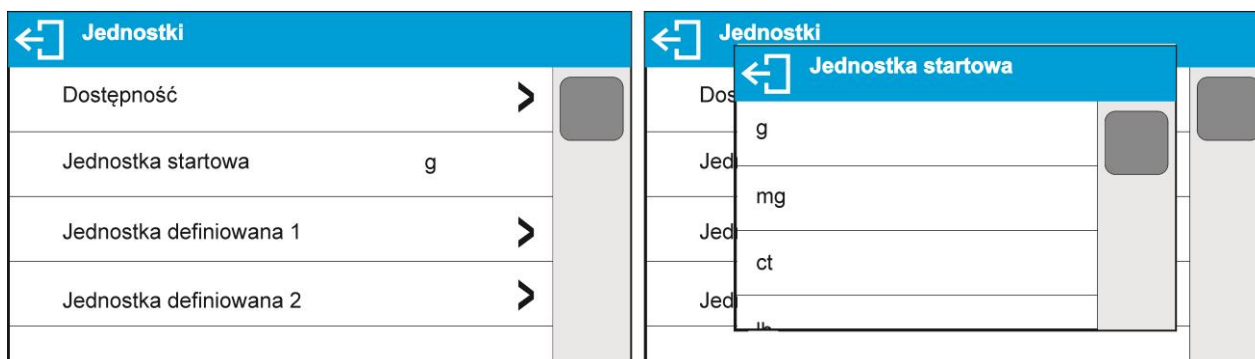 Jednostki
Dostępność
Jednostka startowa g
Jednostka definiowana 1
Jednostka definiowana 2
Jednostki
Jednostka startowa
Dos
g
Jed
mg
Jed
ct
Jed
lb